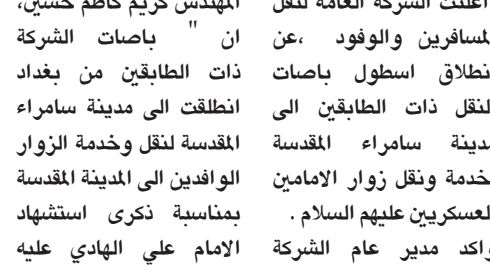 اعلنت الشركة العامة لنقل
لمسافرين والوفود ،عن
نطلاق اسطول باصات
لنقل ذات الطابقين الى
مدينة سامراء المقدسة
خدمة ونقل زوار الامامين
لعسكريين عليهم السلام .
واكد مدير عام الشركة
المهندس كريم كاظم حسين،
ان " باصات الشركة
ذات الطابقين من بغداد
انطلقت الى مدينة سامراء
المقدسة لنقل وخدمة الزوار
الوافدين الى المدينة المقدسة
بمناسبة ذكرى استشهاد
الامام علي الهادي عليه